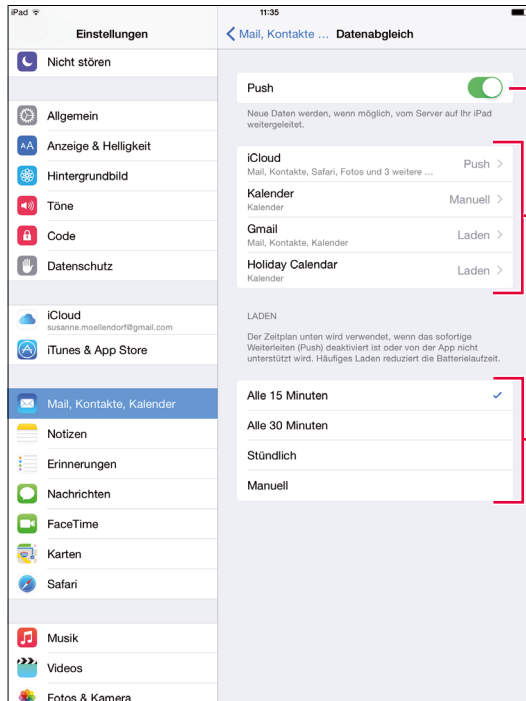 iPad 11:35
Einstellungen
Nicht stören
Allgemein
Anzeige & Helligkeit
Hintergrundbild
Töne
Code
Datenschutz
iCloud
susanne.moellendorf@gmail.com
iTunes & App Store
Mail, Kontakte, Kalender
Notizen
Erinnerungen
Nachrichten
FaceTime
Karten
Safari
Musik
Videos
Fotos & Kamera
Mail, Kontakte … Datenabgleich
Push
Neue Daten werden, wenn möglich, vom Server auf Ihr iPad
weitergeleitet.
iCloud Push
Mail, Kontakte, Safari, Fotos und 3 weitere …
Kalender Manuell
Kalender
Gmail Laden
Mail, Kontakte, Kalender
Holiday Calendar Laden
Kalender
LADEN
Der Zeitplan unten wird verwendet, wenn das sofortige
Weiterleiten (Push) deaktiviert ist oder von der App nicht
unterstützt wird. Häufiges Laden reduziert die Batterielaufzeit.
Alle 15 Minuten
Alle 30 Minuten
Stündlich
Manuell